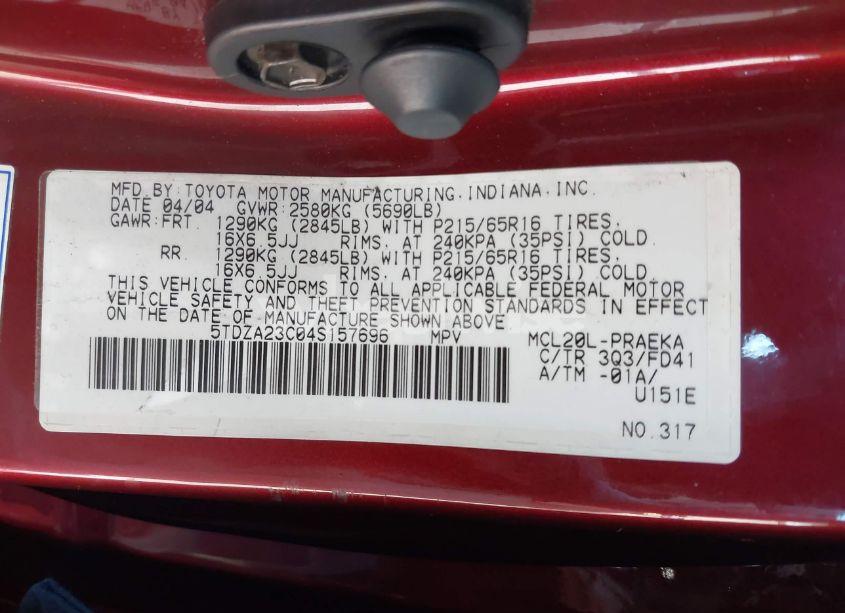 MFD.BY:TOYOTA MOTOR MANUFACTURING.INDIANA.INC.
DATE 04/04 GVWR:2580KG (5690LB)
GAWR:FRT. 1290KG (2845LB) WITH P215/65R16 TIRES.
16X6.5JJ RIMS. AT 240KPA (35PSI) COLD.
RR. 1290KG (2845LB) WITH P215/65R16 TIRES.
16X6.5JJ RIMS. AT 240KPA (35PSI) COLD.
THIS VEHICLE CONFORMS TO ALL APPLICABLE FEDERAL MOTOR
VEHICLE SAFETY AND THEFT PREVENTION STANDARDS IN EFFECT
ON THE DATE OF MANUFACTURE SHOWN ABOVE
5TDZA23C04S157696 MPV MCL20L-PRAEKA
C/TR 3Q3/FD41
A/TM -01A/
U151E
NO.317